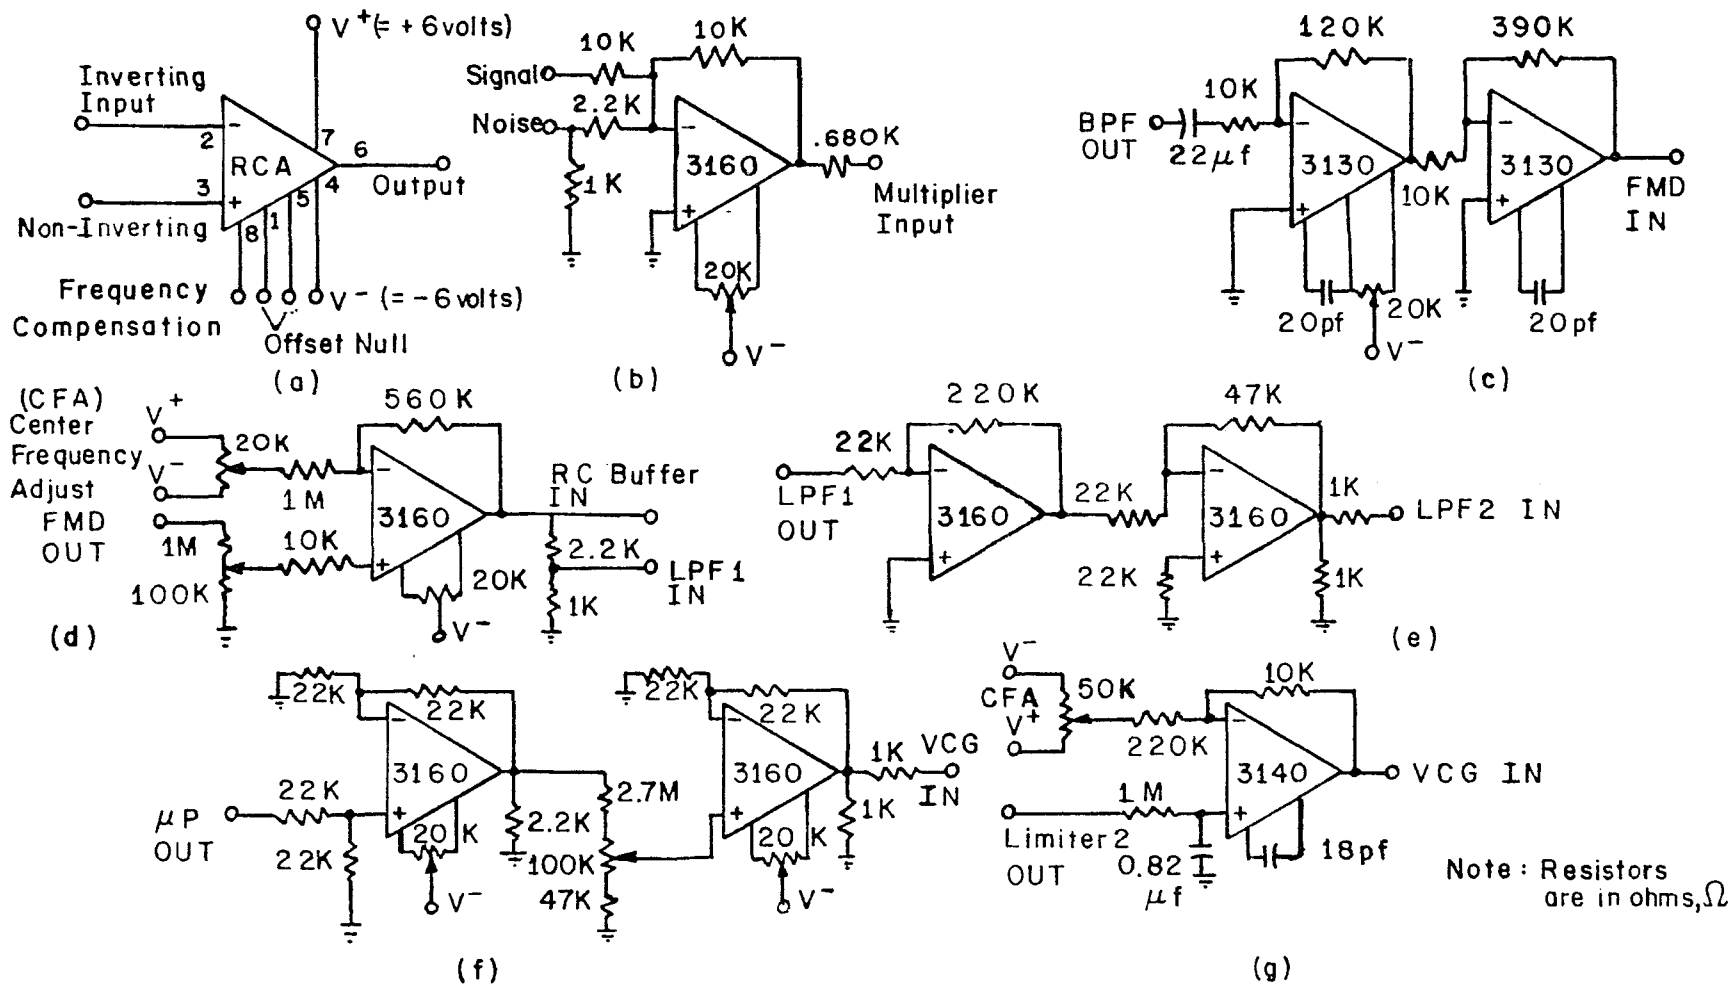 V+ (= + 6 volts)
Inverting
Input
2
−
7
RCA
6
Output
3
+
4
5
1
8
Non-Inverting
Frequency
Compensation
V− (= - 6 volts)
Offset Null
(a)
10K
10K
Signal
2.2K
Noise
−
3160
.680K
1K
+
Multiplier
Input
20K
V−
(b)
120K
390K
10K
BPF
OUT
22μf
−
3130
+
10K
−
3130
+
FMD
IN
20pf
20K
20pf
V−
(c)
(CFA)
Center
Frequency
Adjust
V+
V−
20K
1M
560K
−
3160
+
RC Buffer
IN
FMD
OUT
1M
10K
100K
2.2K
LPF1
IN
20K
1K
V−
(d)
220K
47K
22K
LPF1
OUT
−
3160
+
22K
−
3160
+
1K
LPF2 IN
22K
1K
(e)
22K
22K
−
3160
+
μP
OUT
22K
22K
20 K
V−
2.2K
2.7M
100K
47K
22K
22K
−
3160
+
1K
VCG
IN
1K
20 K
V−
(f)
V−
CFA
V+
50K
10K
220K
−
3140
+
VCG IN
1M
Limiter 2
OUT
0.82
μf
18pf
(g)
Note : Resistors
are in ohms,Ω